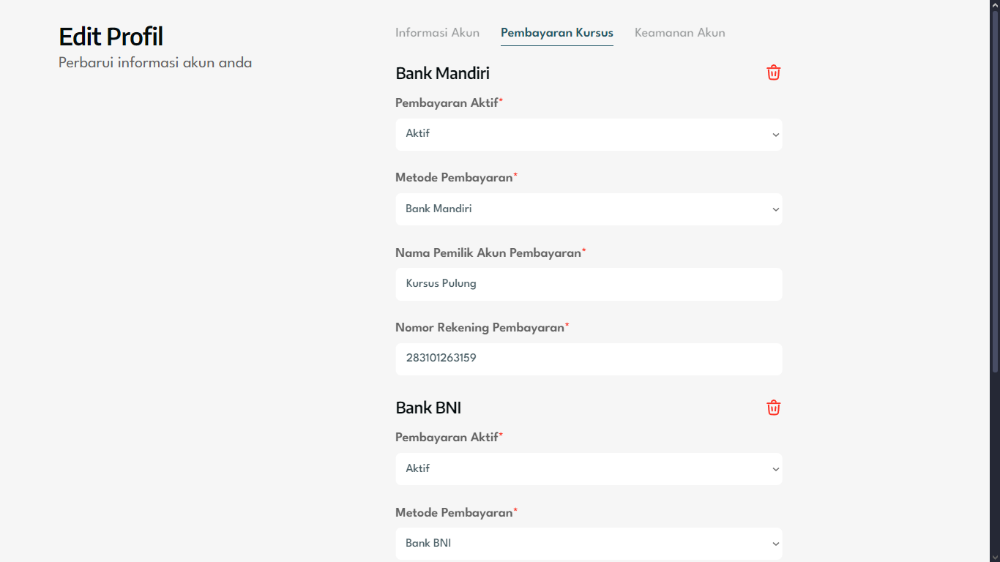 Edit Profil
Perbarui informasi akun anda
Informasi Akun Pembayaran Kursus Keamanan Akun
Bank Mandiri
Pembayaran Aktif*
Aktif
Metode Pembayaran*
Bank Mandiri
Nama Pemilik Akun Pembayaran*
Kursus Pulung
Nomor Rekening Pembayaran*
283101263159
Bank BNI
Pembayaran Aktif*
Aktif
Metode Pembayaran*
Bank BNI